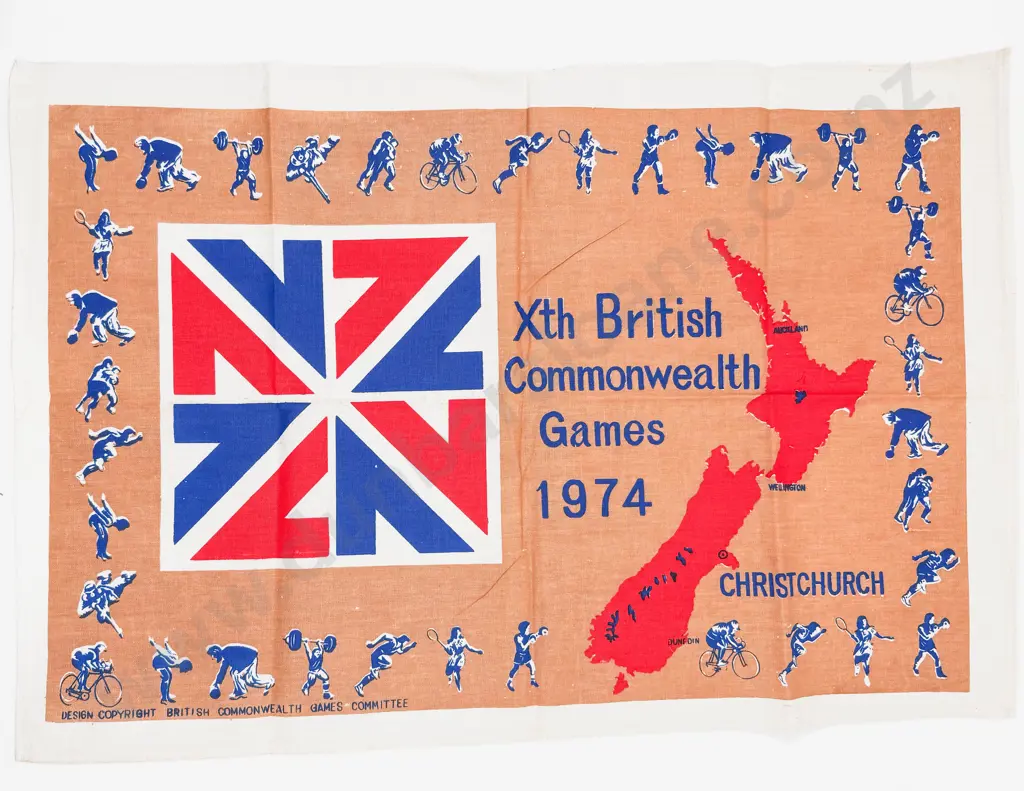 Xth British
Commonwealth
Games
1974
AUCKLAND
WELLINGTON
CHRISTCHURCH
DUNEDIN
DESIGN COPYRIGHT BRITISH COMMONWEALTH GAMES COMMITTEE